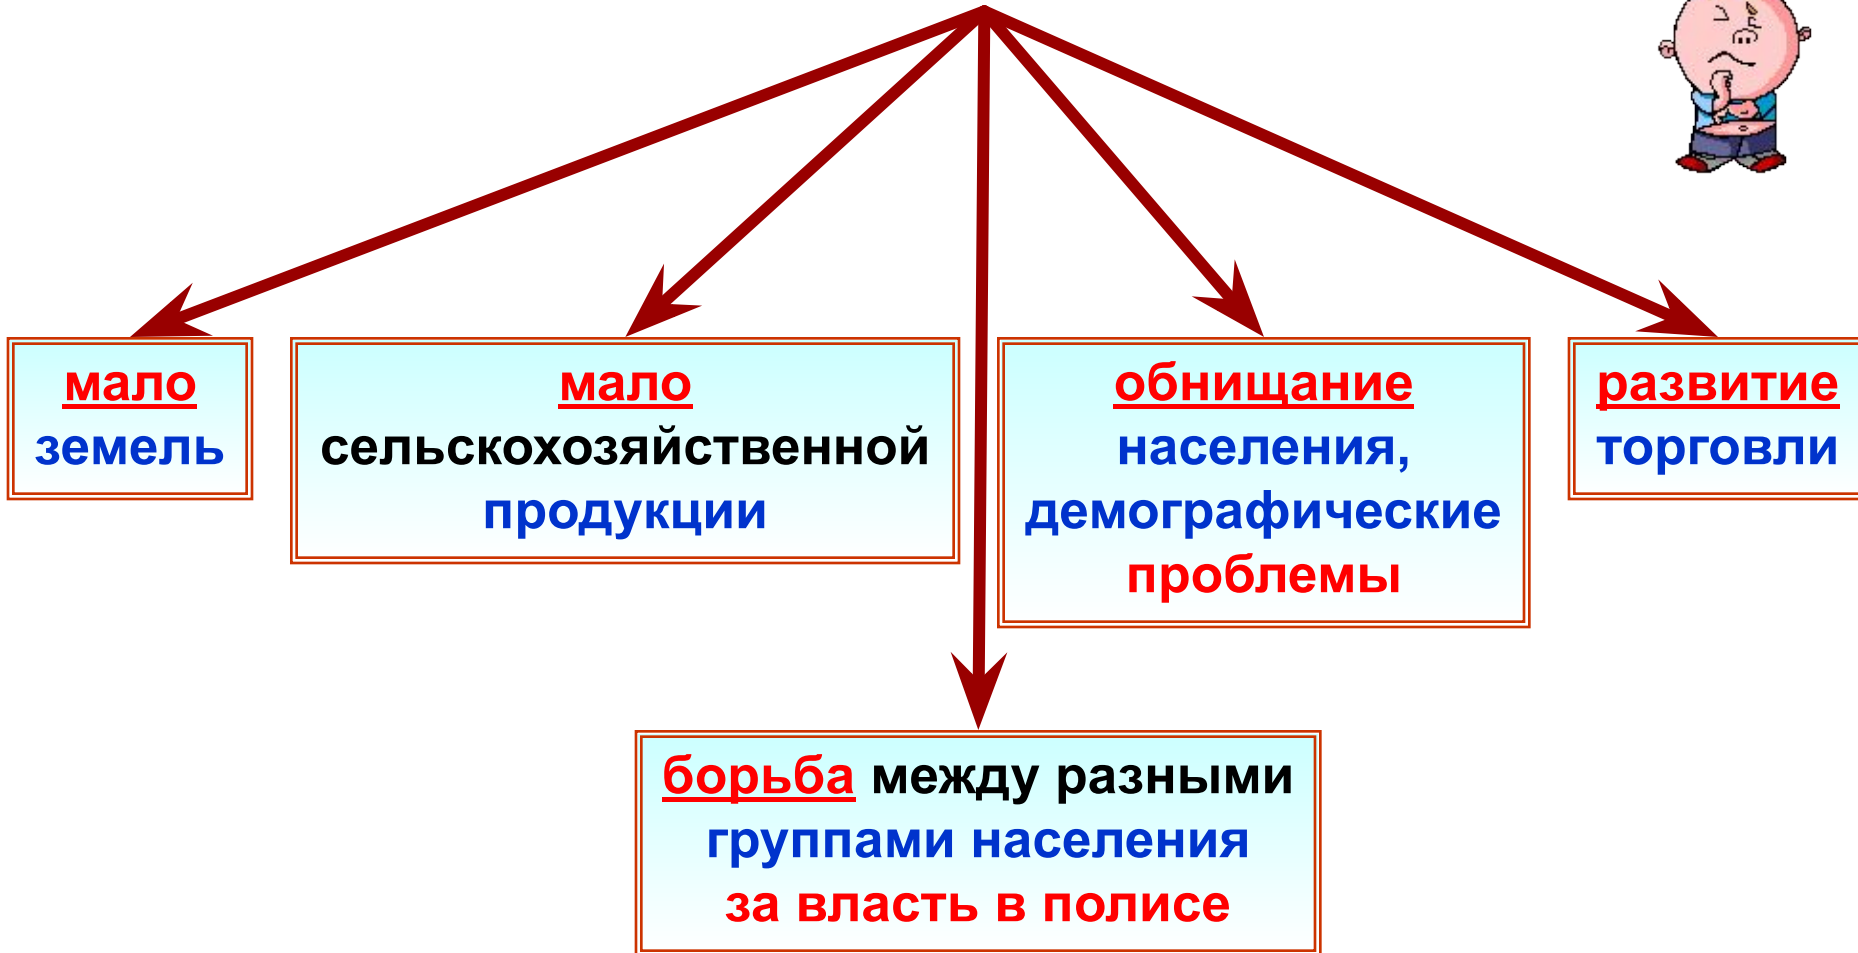 мало
земель
мало
сельскохозяйственной
продукции
обнищание
населения,
демографические
проблемы
развитие
торговли
борьба между разными
группами населения
за власть в полисе